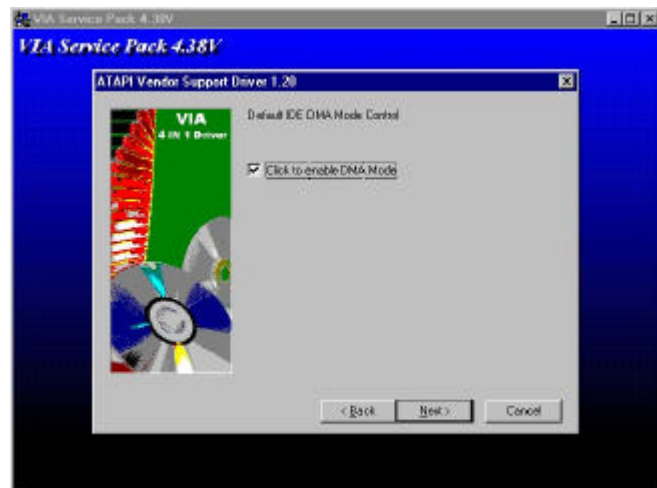 VIA Service Pack 4.38V
VIA Service Pack 4.38V
ATAPI Vendor Support Driver 1.20
VIA
4 IN 1 Driver
Default IDE DMA Mode Control
Click to enable DMA Mode
< Back
Next >
Cancel